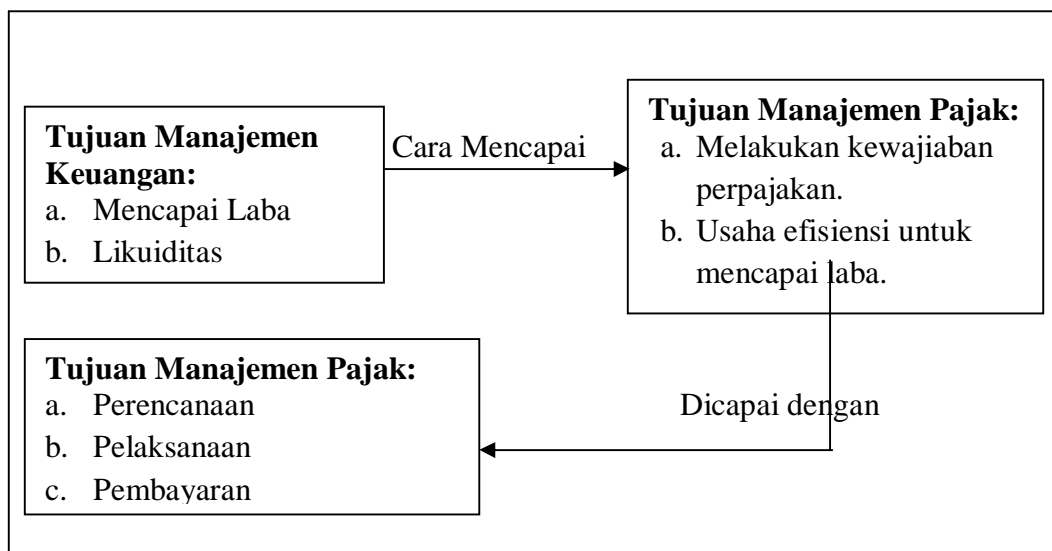 Tujuan Manajemen
Keuangan:
a. Mencapai Laba
b. Likuiditas
Cara Mencapai
Tujuan Manajemen Pajak:
a. Melakukan kewajiaban
perpajakan.
b. Usaha efisiensi untuk
mencapai laba.
Tujuan Manajemen Pajak:
a. Perencanaan
b. Pelaksanaan
c. Pembayaran
Dicapai dengan